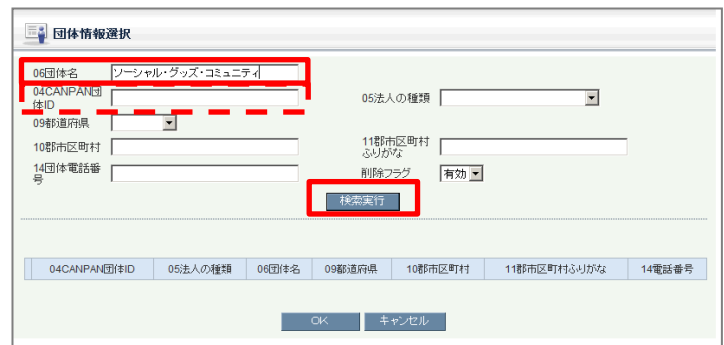 団体情報選択
06団体名 ソーシャル・グッズ・コミュニティ
04CANPAN団
体ID
05法人の種類
09都道府県
10郡市区町村
11郡市区町村
ふりがな
14団体電話番
号
削除フラグ 有効
検索実行
04CANPAN団体ID 05法人の種類 06団体名 09都道府県 10郡市区町村 11郡市区町村ふりがな 14電話番号
OK キャンセル